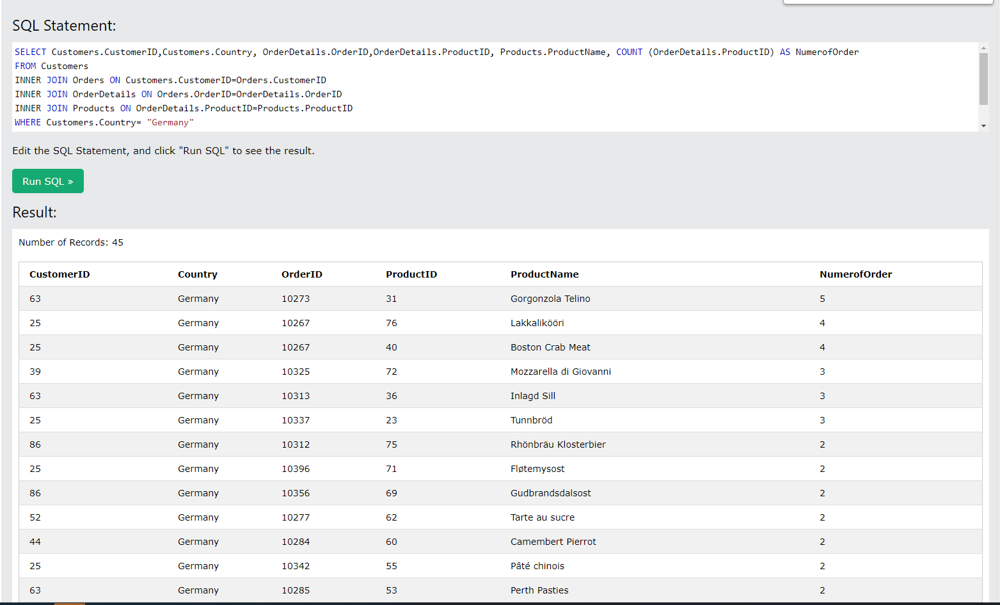 SQL Statement:
SELECT Customers.CustomerID,Customers.Country, OrderDetails.OrderID,OrderDetails.ProductID, Products.ProductName, COUNT (OrderDetails.ProductID) AS NumerofOrder
FROM Customers
INNER JOIN Orders ON Customers.CustomerID=Orders.CustomerID
INNER JOIN OrderDetails ON Orders.OrderID=OrderDetails.OrderID
INNER JOIN Products ON OrderDetails.ProductID=Products.ProductID
WHERE Customers.Country= "Germany"
Edit the SQL Statement, and click "Run SQL" to see the result.
Run SQL »
Result:
Number of Records: 45
CustomerID Country OrderID ProductID ProductName NumerofOrder
63 Germany 10273 31 Gorgonzola Telino 5
25 Germany 10267 76 Lakkalikööri 4
25 Germany 10267 40 Boston Crab Meat 4
39 Germany 10325 72 Mozzarella di Giovanni 3
63 Germany 10313 36 Inlagd Sill 3
25 Germany 10337 23 Tunnbröd 3
86 Germany 10312 75 Rhönbräu Klosterbier 2
25 Germany 10396 71 Fløtemysost 2
86 Germany 10356 69 Gudbrandsdalsost 2
52 Germany 10277 62 Tarte au sucre 2
44 Germany 10284 60 Camembert Pierrot 2
25 Germany 10342 55 Pâté chinois 2
63 Germany 10285 53 Perth Pasties 2